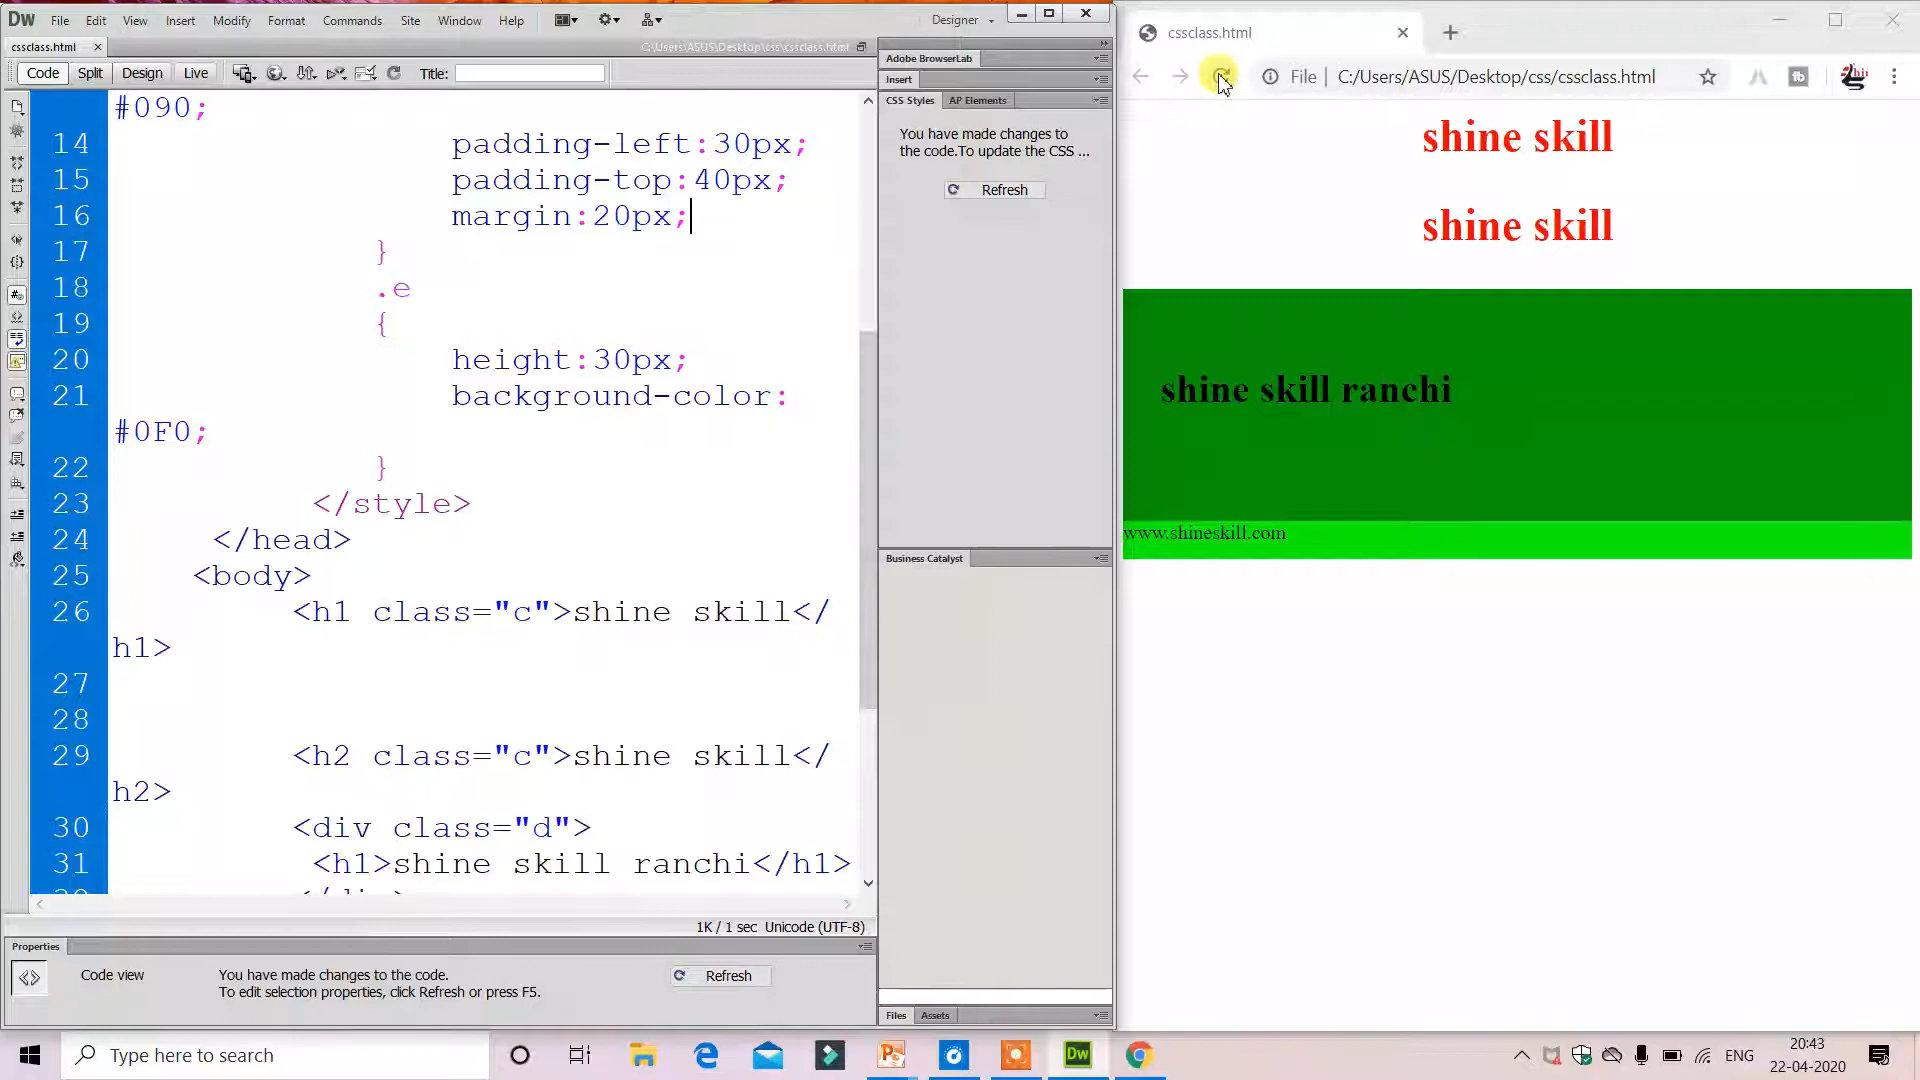 Dw File Edit View Insert Modify Format Commands Site Window Help Designer
cssclass.html C:\Users\ASUS\Desktop\css\cssclass.html
Code Split Design Live Title:
#090;
14 padding-left:30px;
15 padding-top:40px;
16 margin:20px;
17 }
18 .e
19 {
20 height:30px;
21 background-color:
#0F0;
22 }
23 </style>
24 </head>
25 <body>
26 <h1 class="c">shine skill</
h1>
27
28
29 <h2 class="c">shine skill</
h2>
30 <div class="d">
31 <h1>shine skill ranchi</h1>
1K / 1 sec Unicode (UTF-8)
Properties
Code view
You have made changes to the code.
To edit selection properties, click Refresh or press F5.
Refresh
Adobe BrowserLab
Insert
CSS Styles AP Elements
You have made changes to
the code.To update the CSS ...
Refresh
Business Catalyst
Files Assets
cssclass.html
File C:/Users/ASUS/Desktop/css/cssclass.html
shine skill
shine skill
shine skill ranchi
www.shineskill.com
Type here to search
Dw
ENG
20:43
22-04-2020